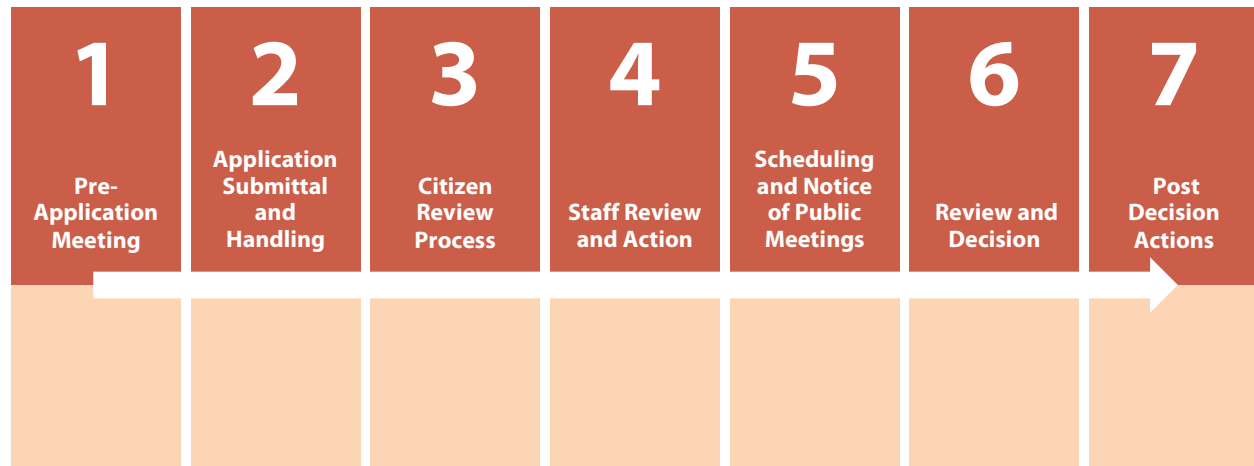 1
Pre-
Application
Meeting
2
Application
Submittal
and
Handling
3
Citizen
Review
Process
4
Staff Review
and Action
5
Scheduling
and Notice
of Public
Meetings
6
Review and
Decision
7
Post
Decision
Actions